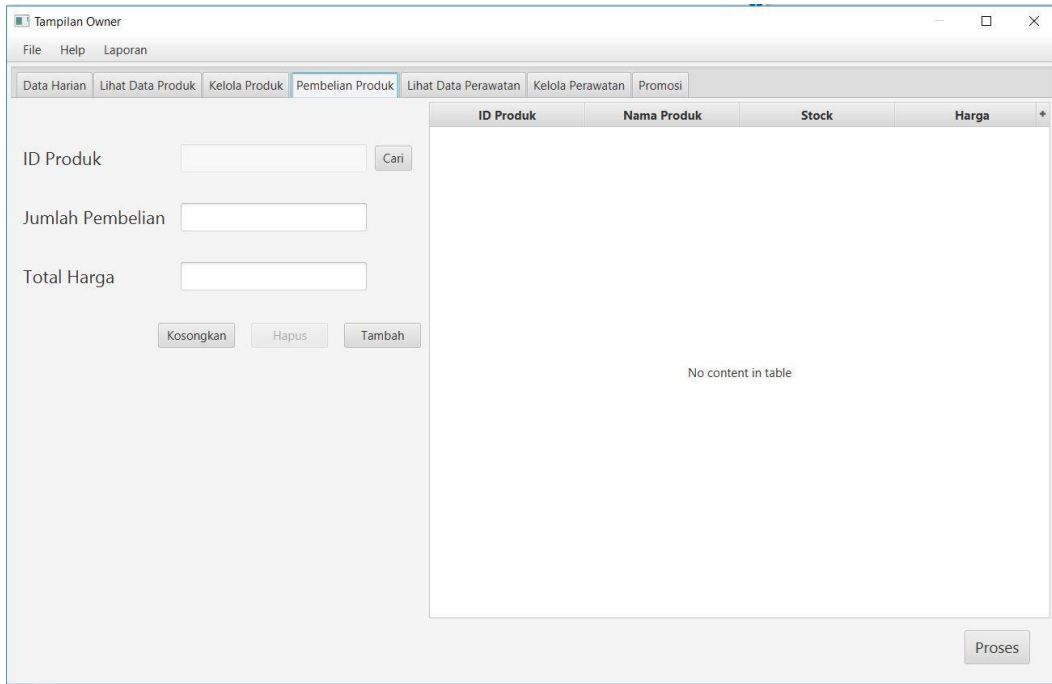 Tampilan Owner
File Help Laporan
Data Harian Lihat Data Produk Kelola Produk Pembelian Produk Lihat Data Perawatan Kelola Perawatan Promosi
ID Produk Nama Produk Stock Harga +
ID Produk Cari
Jumlah Pembelian
Total Harga
Kosongkan Hapus Tambah
No content in table
Proses